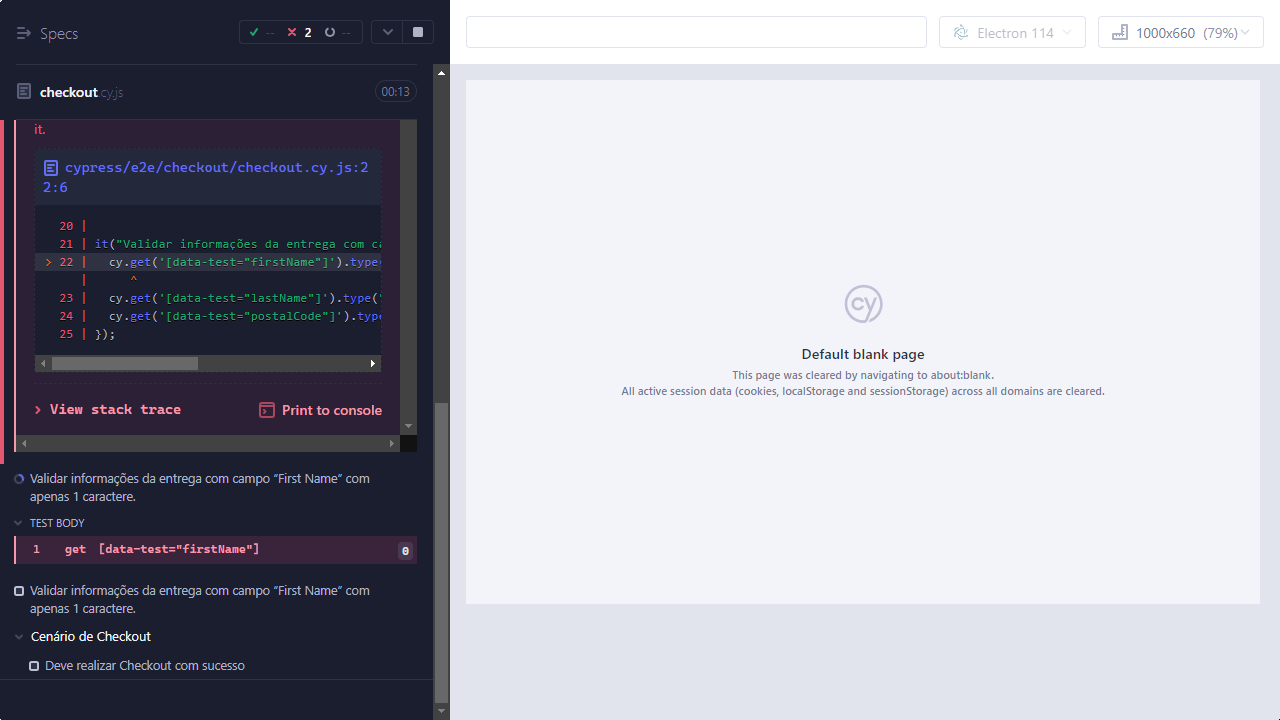 Specs
-- 2 --
Electron 114
1000x660 (79%)
checkout.cy.js
00:13
it.
cypress/e2e/checkout/checkout.cy.js:2
2:6
20 |
21 | it("Validar informações da entrega com ca
> 22 | cy.get('[data-test="firstName"]').type(
| ^
23 | cy.get('[data-test="lastName"]').type("
24 | cy.get('[data-test="postalCode"]').type
25 | });
View stack trace
Print to console
Validar informações da entrega com campo “First Name” com
apenas 1 caractere.
TEST BODY
1 get [data-test="firstName"] 0
Validar informações da entrega com campo “First Name” com
apenas 1 caractere.
Cenário de Checkout
Deve realizar Checkout com sucesso
cy
Default blank page
This page was cleared by navigating to about:blank.
All active session data (cookies, localStorage and sessionStorage) across all domains are cleared.